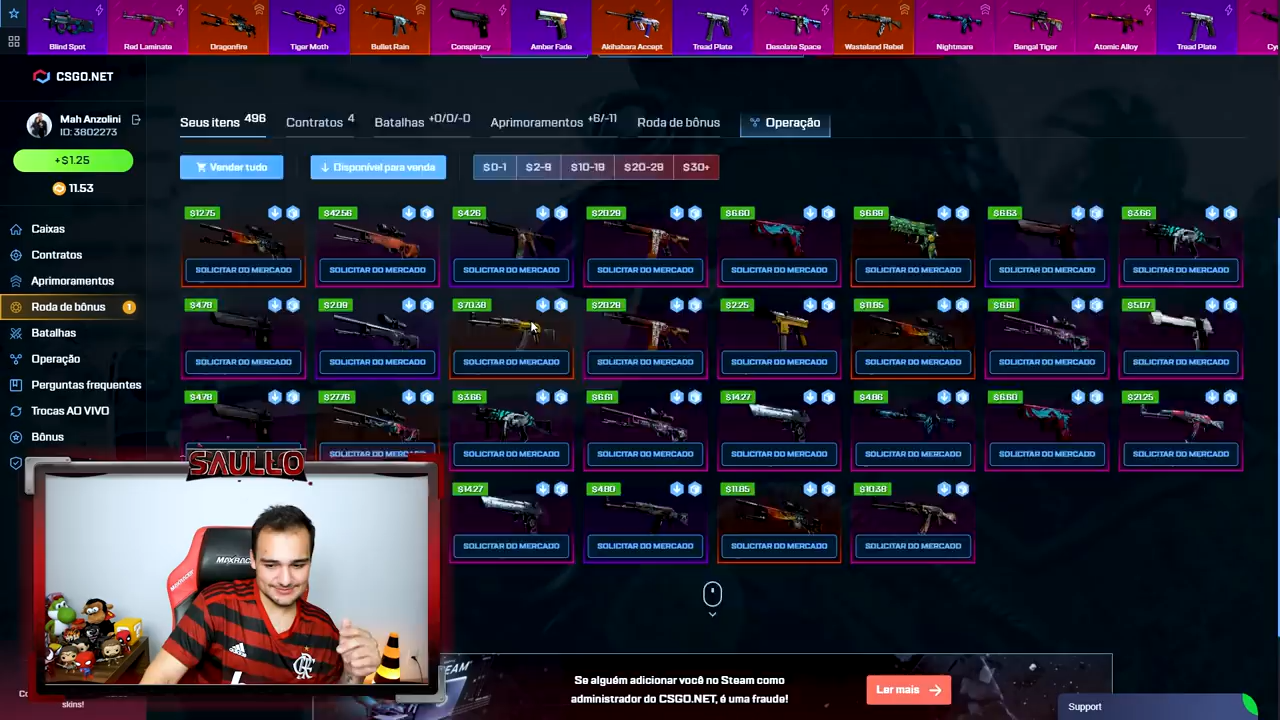 Blind Spot
Red Laminate
Dragonfire
Tiger Moth
Bullet Rain
Conspiracy
Amber Fade
Akihabara Accept
Tread Plate
Desolate Space
Wasteland Rebel
Nightmare
Bengal Tiger
Atomic Alloy
Tread Plate
CSGO.NET
Mah Anzolini
ID: 3802273
+$1.25
11.53
Caixas
Contratos
Aprimoramentos
Roda de bônus 1
Batalhas
Operação
Perguntas frequentes
Trocas AO VIVO
Bônus
Seus itens 496
Contratos 4
Batalhas +0/0/-0
Aprimoramentos +6/-11
Roda de bônus
Operação
Vender tudo
Disponível para venda
$0-1
$2-9
$10-19
$20-29
$30+
$12.75 $42.56 $4.26 $20.29 $6.60 $6.69 $6.63 $3.66
SOLICITAR DO MERCADO SOLICITAR DO MERCADO SOLICITAR DO MERCADO SOLICITAR DO MERCADO SOLICITAR DO MERCADO SOLICITAR DO MERCADO SOLICITAR DO MERCADO SOLICITAR DO MERCADO
$4.78 $2.09 $70.38 $20.29 $2.25 $11.85 $6.61 $5.07
SOLICITAR DO MERCADO SOLICITAR DO MERCADO SOLICITAR DO MERCADO SOLICITAR DO MERCADO SOLICITAR DO MERCADO SOLICITAR DO MERCADO SOLICITAR DO MERCADO SOLICITAR DO MERCADO
$4.78 $27.76 $3.66 $6.61 $14.27 $4.86 $6.60 $21.25
SOLICITAR DO MERCADO SOLICITAR DO MERCADO SOLICITAR DO MERCADO SOLICITAR DO MERCADO SOLICITAR DO MERCADO SOLICITAR DO MERCADO SOLICITAR DO MERCADO
$14.27 $4.80 $11.85 $10.38
SOLICITAR DO MERCADO SOLICITAR DO MERCADO SOLICITAR DO MERCADO SOLICITAR DO MERCADO
SAULLO
MAXRACER
Se alguém adicionar você no Steam como
administrador do CSGO.NET, é uma fraude!
Ler mais
skins!
Support